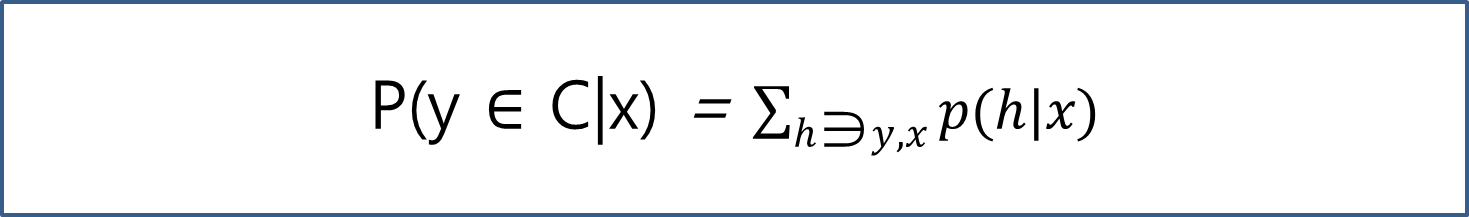 P(y ∈ C|x) = ∑_{h∋y,x} p(h|x)